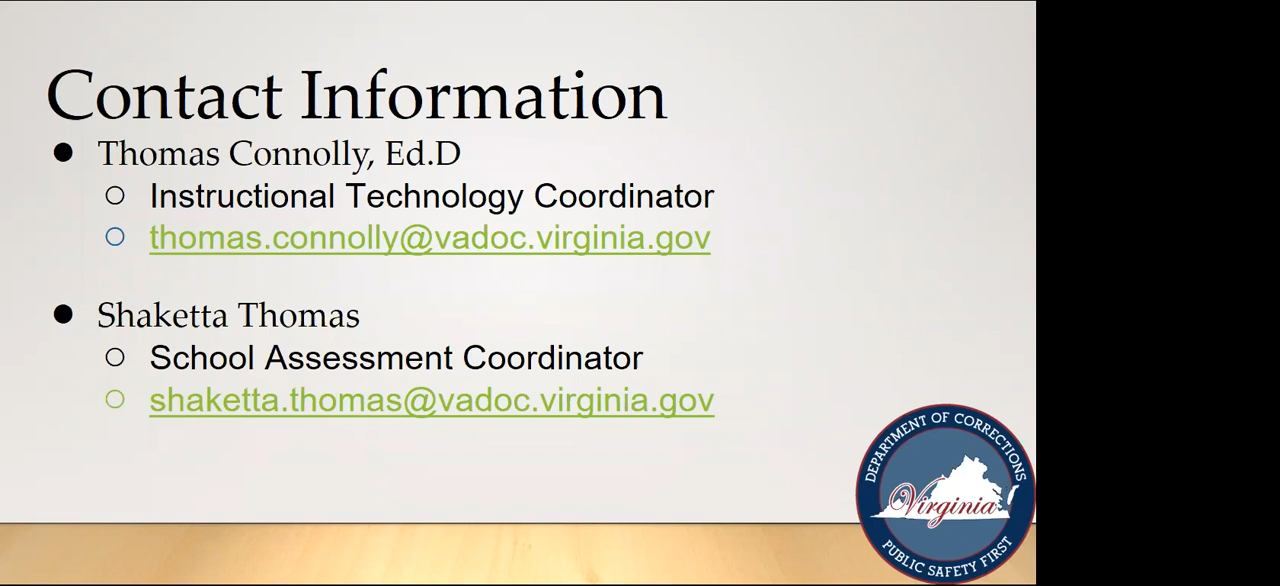 Contact Information
Thomas Connolly, Ed.D
Instructional Technology Coordinator
thomas.connolly@vadoc.virginia.gov
Shaketta Thomas
School Assessment Coordinator
shaketta.thomas@vadoc.virginia.gov
DEPARTMENT OF CORRECTIONS
Virginia
PUBLIC SAFETY FIRST